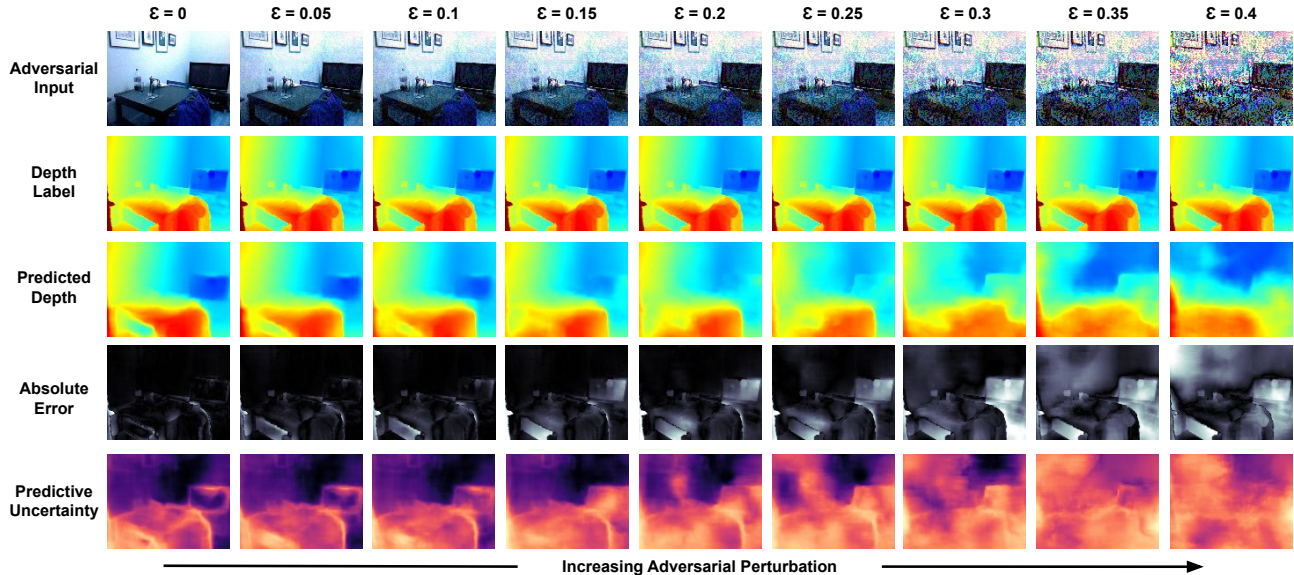 Ɛ = 0 Ɛ = 0.05 Ɛ = 0.1 Ɛ = 0.15 Ɛ = 0.2 Ɛ = 0.25 Ɛ = 0.3 Ɛ = 0.35 Ɛ = 0.4
Adversarial
Input
Depth
Label
Predicted
Depth
Absolute
Error
Predictive
Uncertainty
Increasing Adversarial Perturbation